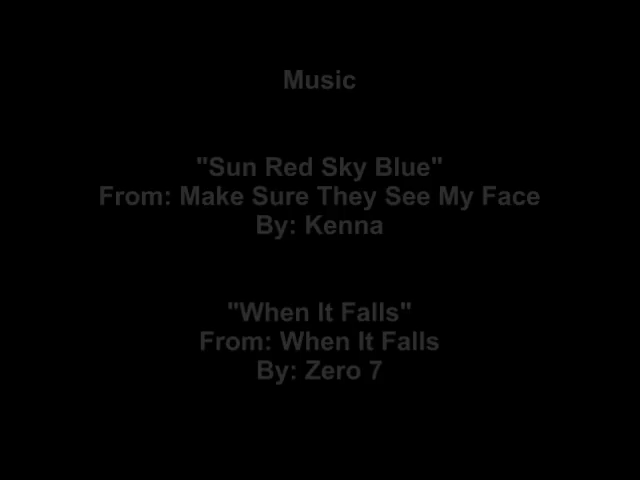 Music
"Sun Red Sky Blue"
From: Make Sure They See My Face
By: Kenna
"When It Falls"
From: When It Falls
By: Zero 7